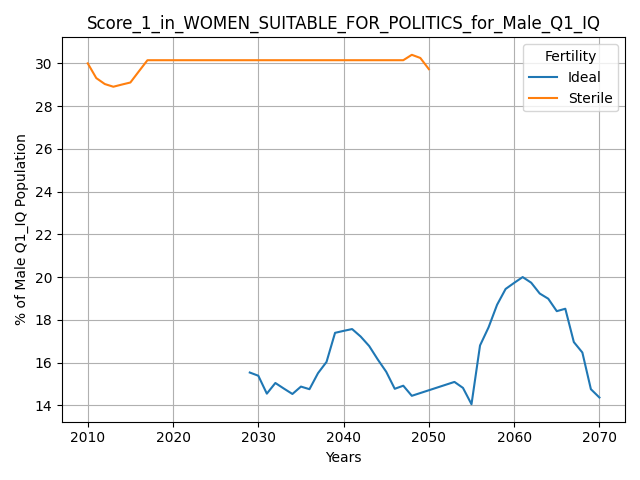 Score_1_in_WOMEN_SUITABLE_FOR_POLITICS_for_Male_Q1_IQ
Fertility
Ideal
Sterile
% of Male Q1_IQ Population
30
28
26
24
22
20
18
16
14
2010 2020 2030 2040 2050 2060 2070
Years